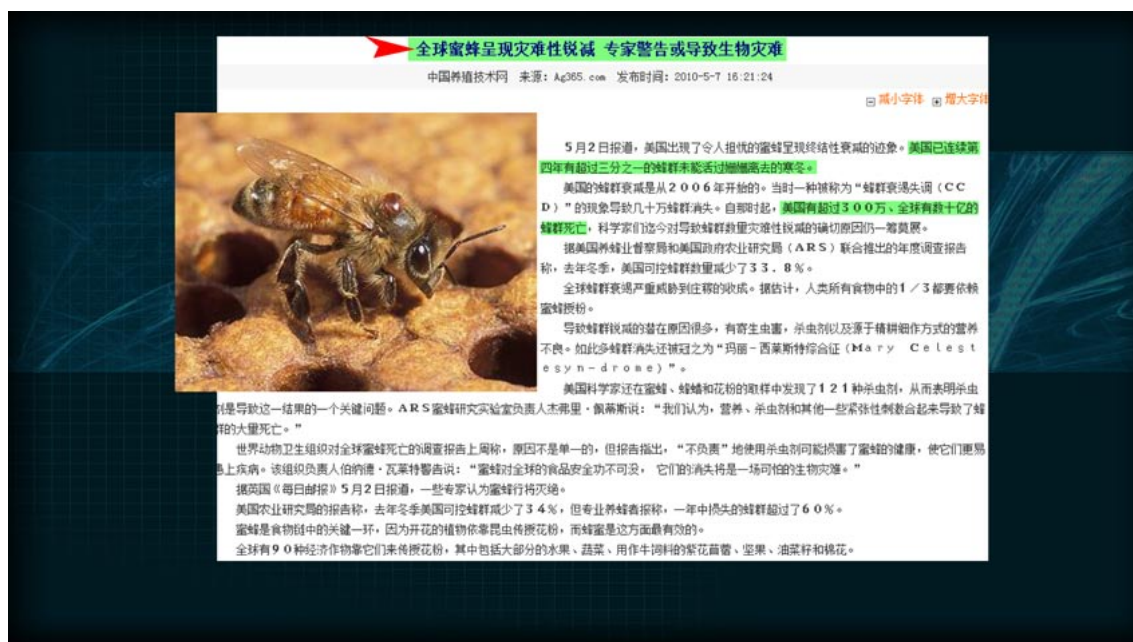 全球蜜蜂呈现灾难性锐减 专家警告或导致生物灾难
中国养殖技术网 来源：Ag365.com 发布时间：2010-5-7 16:21:24
减小字体 增大字体
5月2日报道，美国出现了令人担忧的蜜蜂呈现终结性衰减的迹象。美国已连续第
四年有超过三分之一的蜂群未能活过姗姗离去的寒冬。
美国的蜂群衰减是从2006年开始的。当时一种被称为“蜂群衰竭失调（CC
D）”的现象导致几十万蜂群消失。自那时起，美国有超过300万、全球有数十亿的
蜂群死亡，科学家们迄今对导致蜂群数量灾难性锐减的确切原因仍一筹莫展。
据美国养蜂业督察局和美国政府农业研究局（ARS）联合推出的年度调查报告
称，去年冬季，美国可控蜂群数量减少了33.8%。
全球蜂群衰竭严重威胁到庄稼的收成。据估计，人类所有食物中的1／3都要依赖
蜜蜂授粉。
导致蜂群锐减的潜在原因很多，有寄生虫害，杀虫剂以及源于精耕细作方式的营养
不良。如此多蜂群消失还被冠之为“玛丽－西莱斯特综合征（Mary Celest
esyn-drome）”。
美国科学家还在蜜蜂、蜂蜡和花粉的取样中发现了121种杀虫剂，从而表明杀虫
剂是导致这一结果的一个关键问题。ARS蜜蜂研究实验室负责人杰弗里·佩蒂斯说：“我们认为，营养、杀虫剂和其他一些紧张性刺激合起来导致了蜂
群的大量死亡。”
世界动物卫生组织对全球蜜蜂死亡的调查报告上周称，原因不是单一的，但报告指出，“不负责”地使用杀虫剂可能损害了蜜蜂的健康，使它们更易
患上疾病。该组织负责人伯纳德·瓦莱特警告说：“蜜蜂对全球的食品安全功不可没， 它们的消失将是一场可怕的生物灾难。”
据英国《每日邮报》5月2日报道，一些专家认为蜜蜂行将灭绝。
美国农业研究局的报告称，去年冬季美国可控蜂群减少了34%，但专业养蜂者报称，一年中损失的蜂群超过了60%。
蜜蜂是食物链中的关键一环，因为开花的植物依靠昆虫传授花粉，而蜂蜜是这方面最有效的。
全球有90种经济作物靠它们来传授花粉，其中包括大部分的水果、蔬菜、用作牛饲料的紫花苜蓿、坚果、油菜籽和棉花。